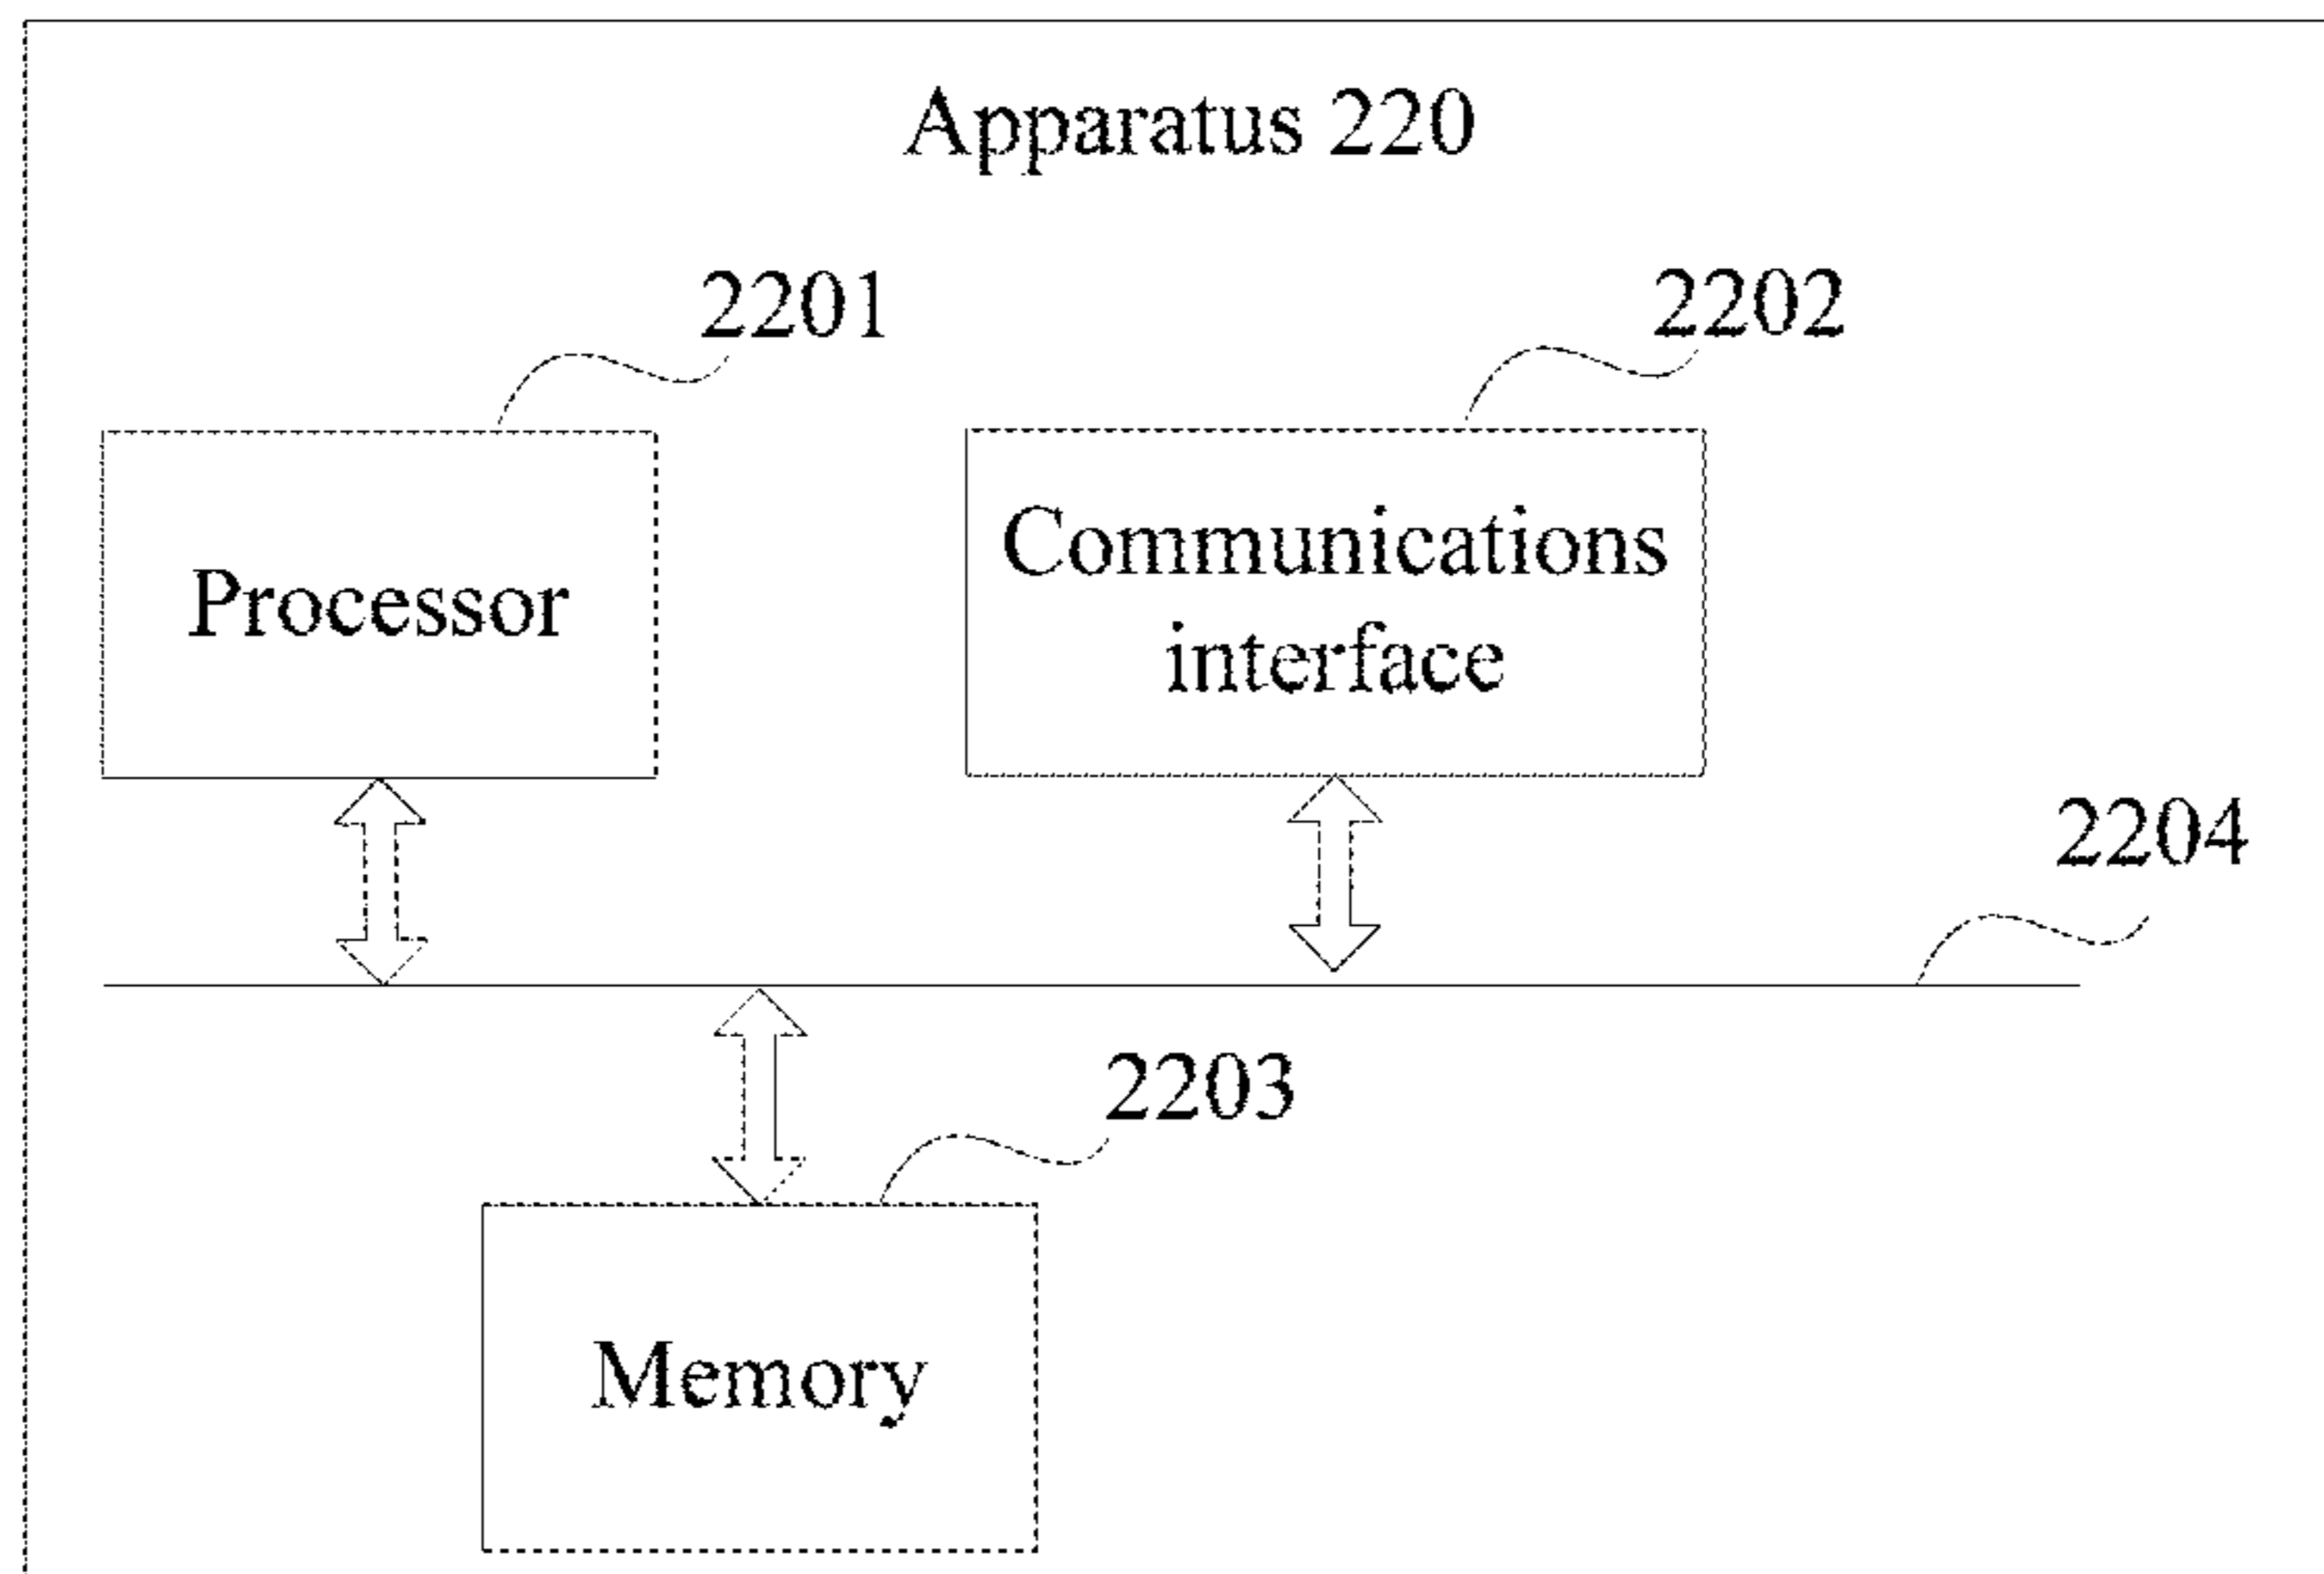 Apparatus 220
2201
2202
Processor
Communications
interface
2204
2203
Memory